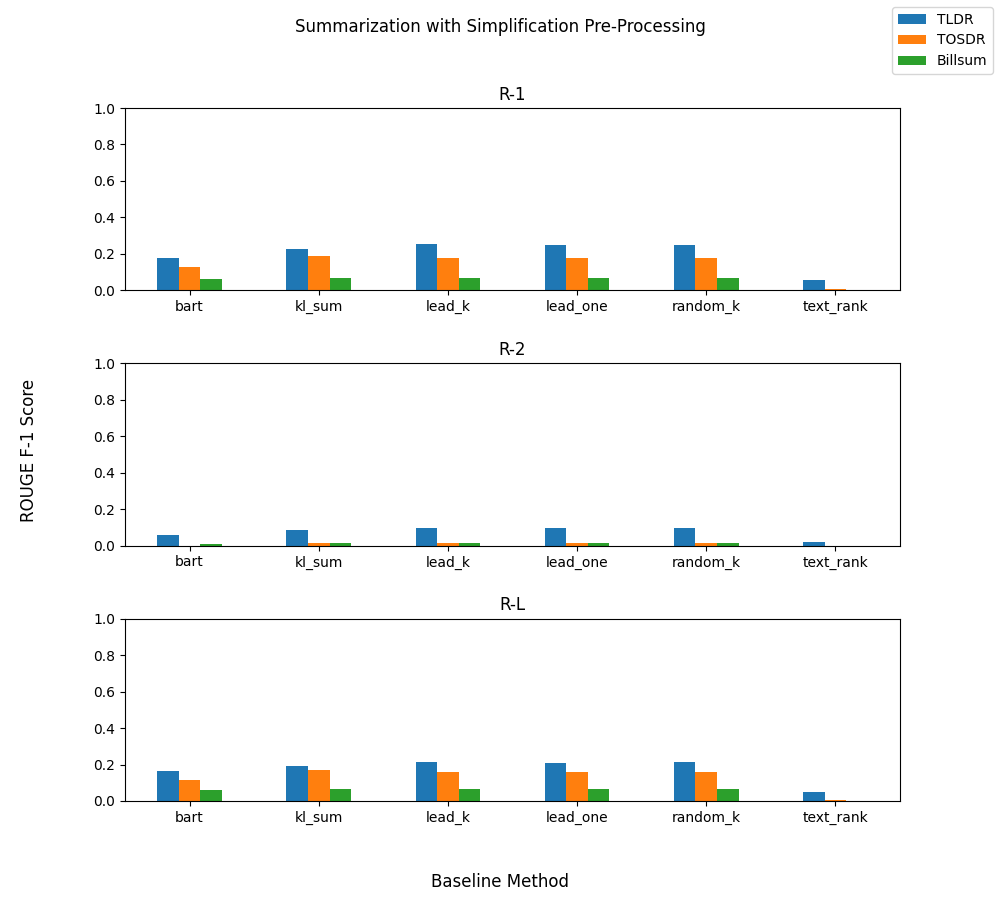 Summarization with Simplification Pre-Processing
TLDR
TOSDR
Billsum
R-1
1.0
0.8
0.6
0.4
0.2
0.0
bart kl_sum lead_k lead_one random_k text_rank
R-2
1.0
0.8
0.6
0.4
0.2
0.0
bart kl_sum lead_k lead_one random_k text_rank
R-L
1.0
0.8
0.6
0.4
0.2
0.0
bart kl_sum lead_k lead_one random_k text_rank
ROUGE F-1 Score
Baseline Method